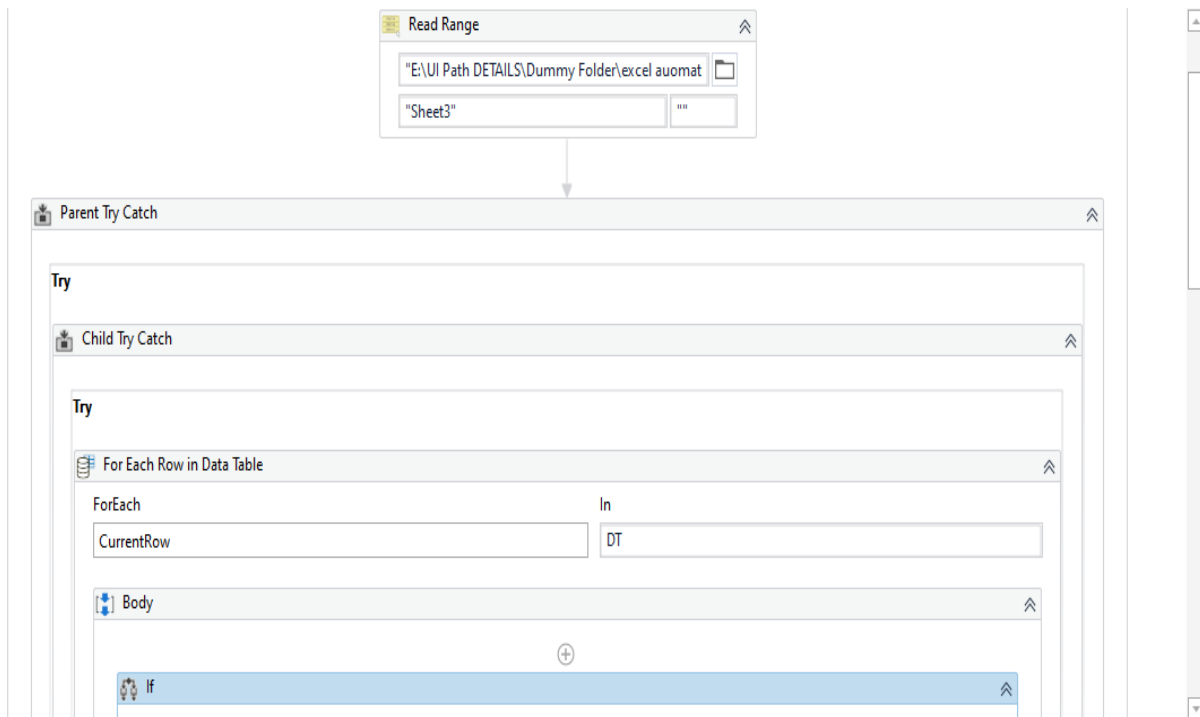 Read Range
"E:\UI Path DETAILS\Dummy Folder\excel auomat
"Sheet3" ""
Parent Try Catch
Try
Child Try Catch
Try
For Each Row in Data Table
ForEach In
CurrentRow DT
Body
If